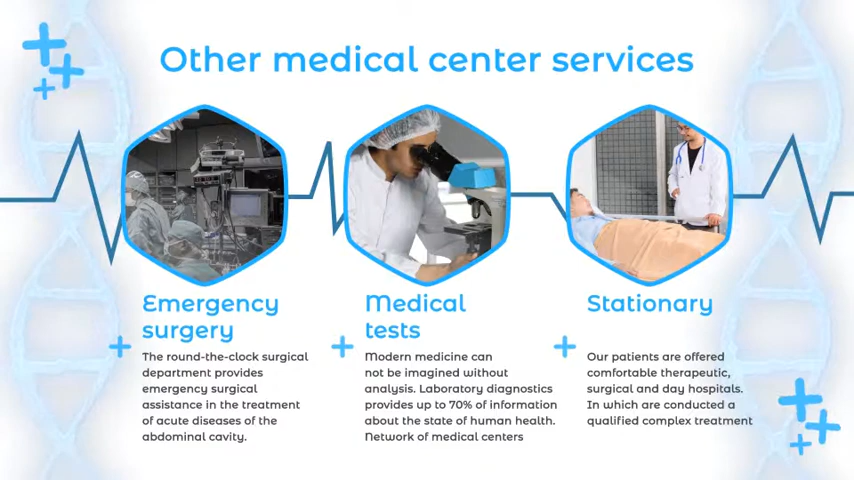 Other medical center services
Emergency
surgery
The round-the-clock surgical
department provides
emergency surgical
assistance in the treatment
of acute diseases of the
abdominal cavity.
Medical
tests
Modern medicine can
not be imagined without
analysis. Laboratory diagnostics
provides up to 70% of information
about the state of human health.
Network of medical centers
Stationary
Our patients are offered
comfortable therapeutic,
surgical and day hospitals.
In which are conducted a
qualified complex treatment